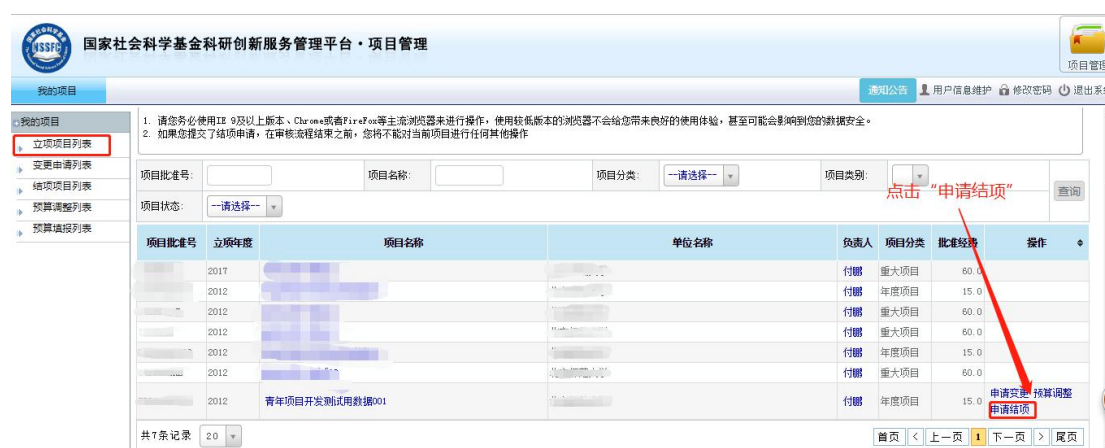 NSSFC
国家社会科学基金科研创新服务管理平台·项目管理
项目管理
我的项目
通知公告 用户信息维护 修改密码 退出系统
我的项目
立项项目列表
变更申请列表
结项项目列表
预算调整列表
预算填报列表
1. 请您务必使用IE 9及以上版本、Chrome或者FireFox等主流浏览器来进行操作，使用较低版本的浏览器不会给您带来良好的使用体验，甚至可能会影响到您的数据安全。
2. 如果您提交了结项申请，在审核流程结束之前，您将不能对当前项目进行任何其他操作
项目批准号: 项目名称: 项目分类: --请选择-- 项目类别:
点击“申请结项”
项目状态: --请选择-- 查询
项目批准号 立项年度 项目名称 单位名称 负责人 项目分类 批准经费 操作
2017 付鹏 重大项目 60.0
2012 付鹏 年度项目 15.0
2012 付鹏 重大项目 60.0
2012 付鹏 重大项目 60.0
2012 付鹏 年度项目 15.0
2012 付鹏 重大项目 60.0
2012 青年项目开发测试用数据001 付鹏 年度项目 15.0 申请变更 预算调整
申请结项
共7条记录 20 首页 < 上一页 1 下一页 > 尾页